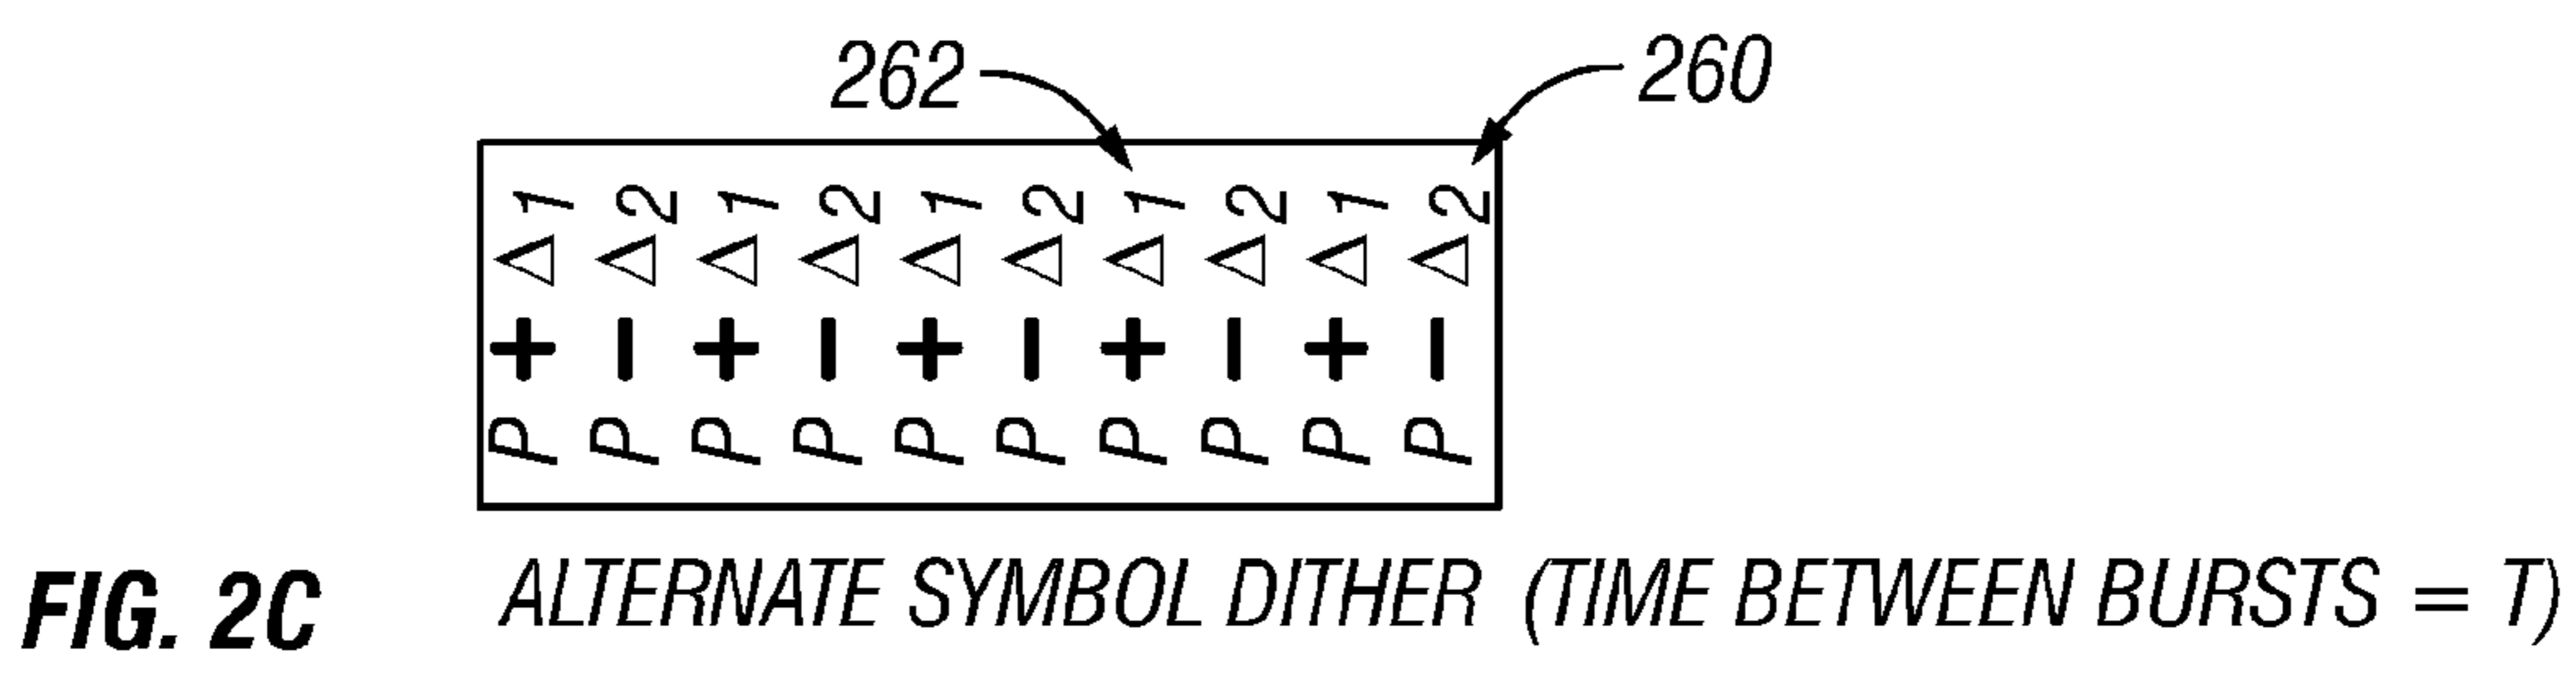 262
260
P + Δ1
P - Δ2
P + Δ1
P - Δ2
P + Δ1
P - Δ2
P + Δ1
P - Δ2
P + Δ1
P - Δ2
FIG. 2C ALTERNATE SYMBOL DITHER (TIME BETWEEN BURSTS = T)